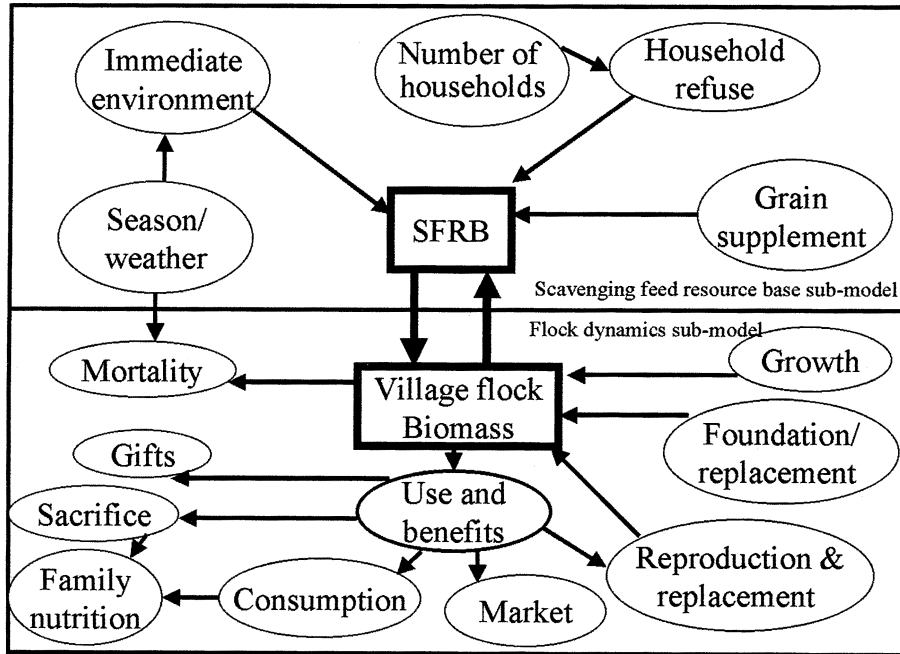 Immediate
environment
Number of
households
Household
refuse
Season/
weather
SFRB
Grain
supplement
Scavenging feed resource base sub-model
Flock dynamics sub-model
Mortality
Village flock
Biomass
Growth
Foundation/
replacement
Gifts
Use and
benefits
Sacrifice
Family
nutrition
Consumption
Market
Reproduction &
replacement